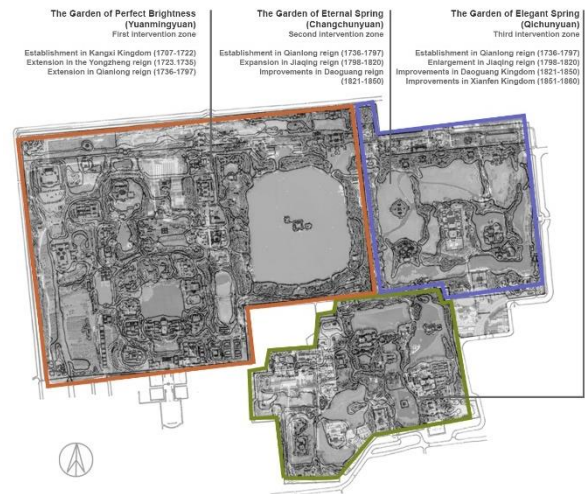 The Garden of Perfect Brightness
(Yuanmingyuan)
First intervention zone
Establishment in Kangxi Kingdom (1707-1722)
Extension in the Yongzheng reign (1723.1735)
Extension in Qianlong reign (1736-1797)
The Garden of Eternal Spring
(Changchunyuan)
Second intervention zone
Establishment in Qianlong reign (1736-1797)
Expansion in Jiaqing reign (1798-1820)
Improvements in Daoguang reign
(1821-1850)
The Garden of Elegant Spring
(Qichunyuan)
Third intervention zone
Establishment in Qianlong reign (1736-1797)
Enlargement in Jiaqing reign (1798-1820)
Improvements in Daoguang Kingdom (1821-1850)
Improvements in Xianfen Kingdom (1851-1860)